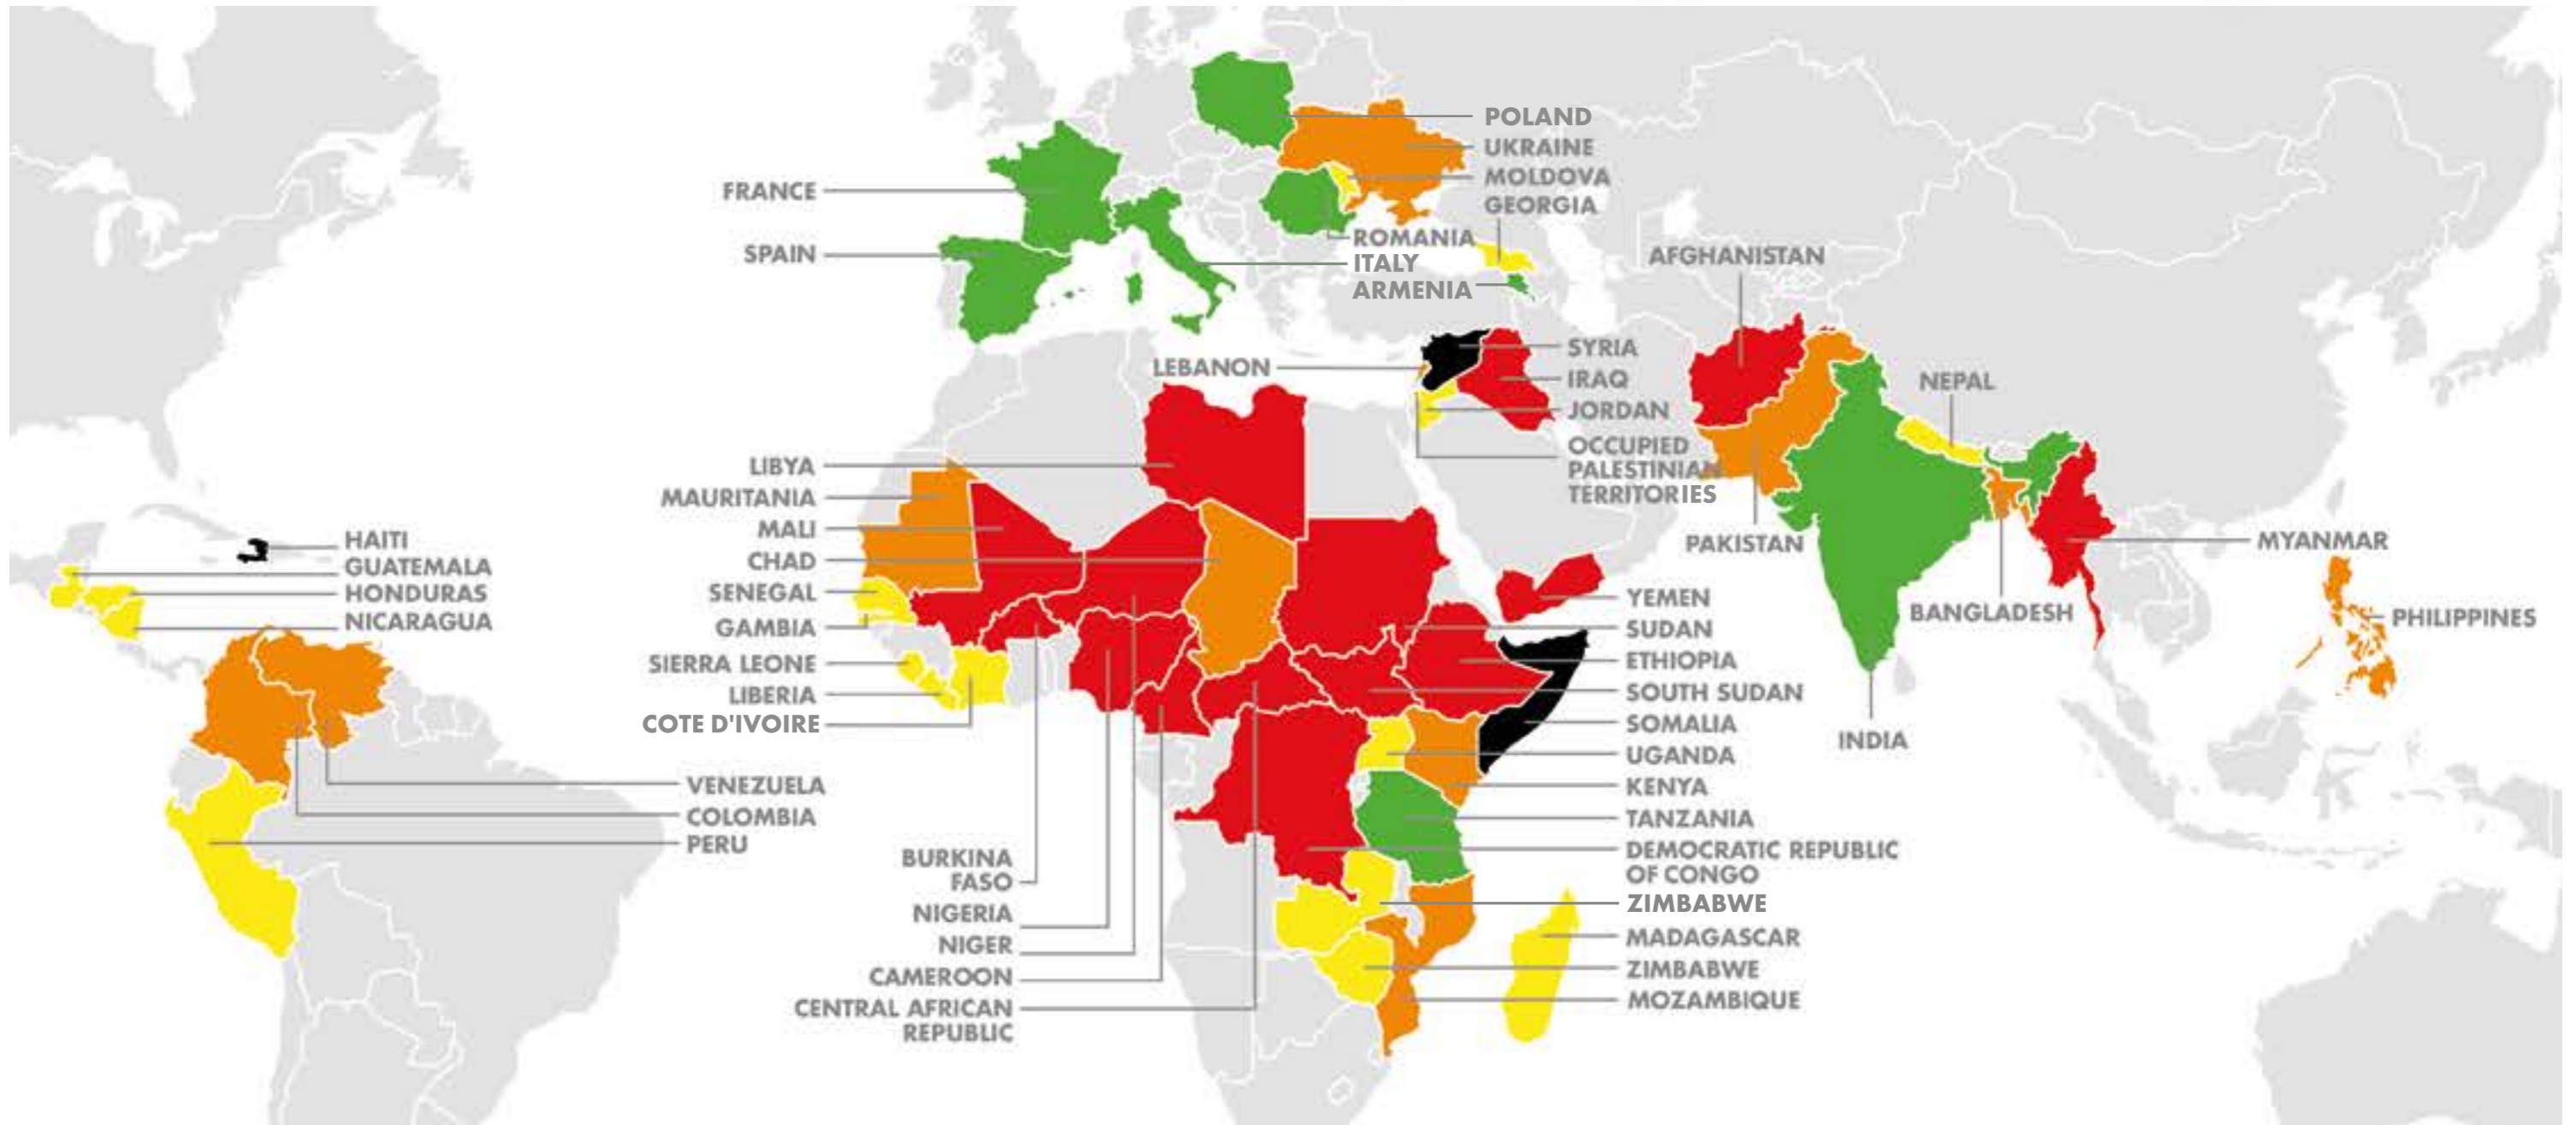 POLAND
UKRAINE
MOLDOVA
GEORGIA
FRANCE
SPAIN
ROMANIA
ITALY
ARMENIA
AFGHANISTAN
LEBANON
SYRIA
IRAQ
JORDAN
NEPAL
OCCUPIED
PALESTINIAN
TERRITORIES
LIBYA
MAURITANIA
MALI
CHAD
SENEGAL
GAMBIA
SIERRA LEONE
LIBERIA
COTE D'IVOIRE
HAITI
GUATEMALA
HONDURAS
NICARAGUA
PAKISTAN
MYANMAR
BANGLADESH
PHILIPPINES
INDIA
YEMEN
SUDAN
ETHIOPIA
SOUTH SUDAN
SOMALIA
UGANDA
KENYA
TANZANIA
DEMOCRATIC REPUBLIC
OF CONGO
ZIMBABWE
MADAGASCAR
ZIMBABWE
MOZAMBIQUE
VENEZUELA
COLOMBIA
PERU
BURKINA
FASO
NIGERIA
NIGER
CAMEROON
CENTRAL AFRICAN
REPUBLIC